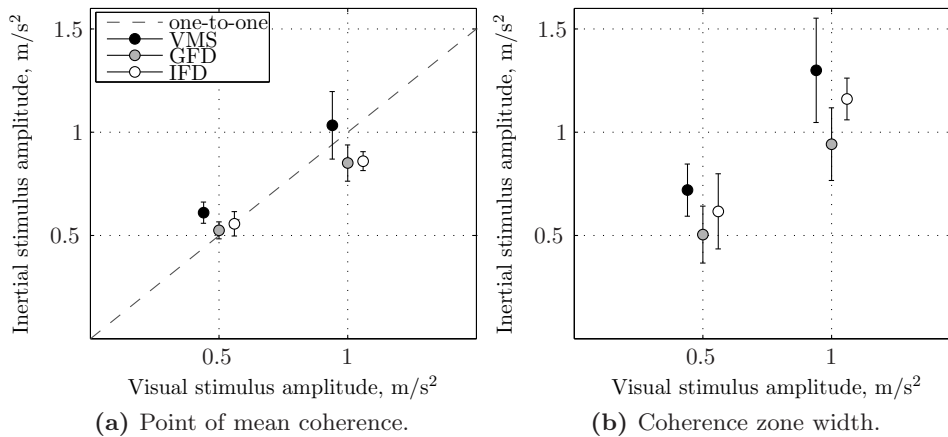 Inertial stimulus amplitude, m/s²
1.5
1
0.5
one-to-one
VMS
GFD
IFD
0.5 1
Visual stimulus amplitude, m/s²
(a) Point of mean coherence.
Inertial stimulus amplitude, m/s²
1.5
1
0.5
0.5 1
Visual stimulus amplitude, m/s²
(b) Coherence zone width.